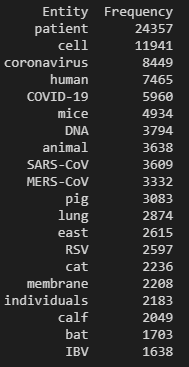 Entity Frequency
patient 24357
cell 11941
coronavirus 8449
human 7465
COVID-19 5960
mice 4934
DNA 3794
animal 3638
SARS-CoV 3609
MERS-CoV 3332
pig 3083
lung 2874
east 2615
RSV 2597
cat 2236
membrane 2208
individuals 2183
calf 2049
bat 1703
IBV 1638